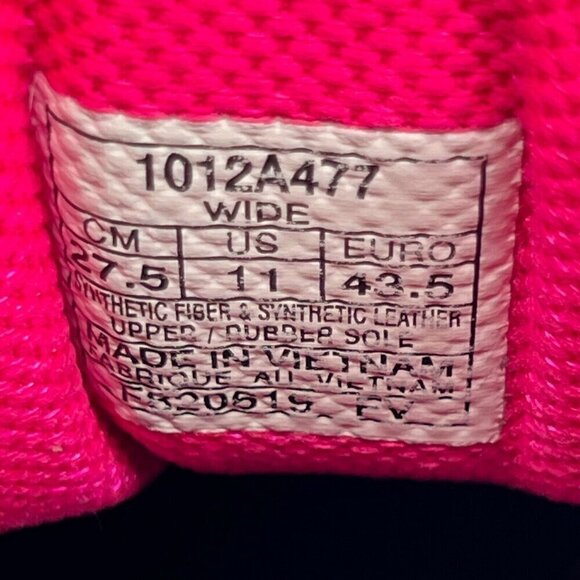 1012A477
WIDE
CM US EURO
27.5 11 43.5
SYNTHETIC FIBER & SYNTHETIC LEATHER
UPPER / RUBBER SOLE
MADE IN VIETNAM
FABRIQUE AU VIETNAM